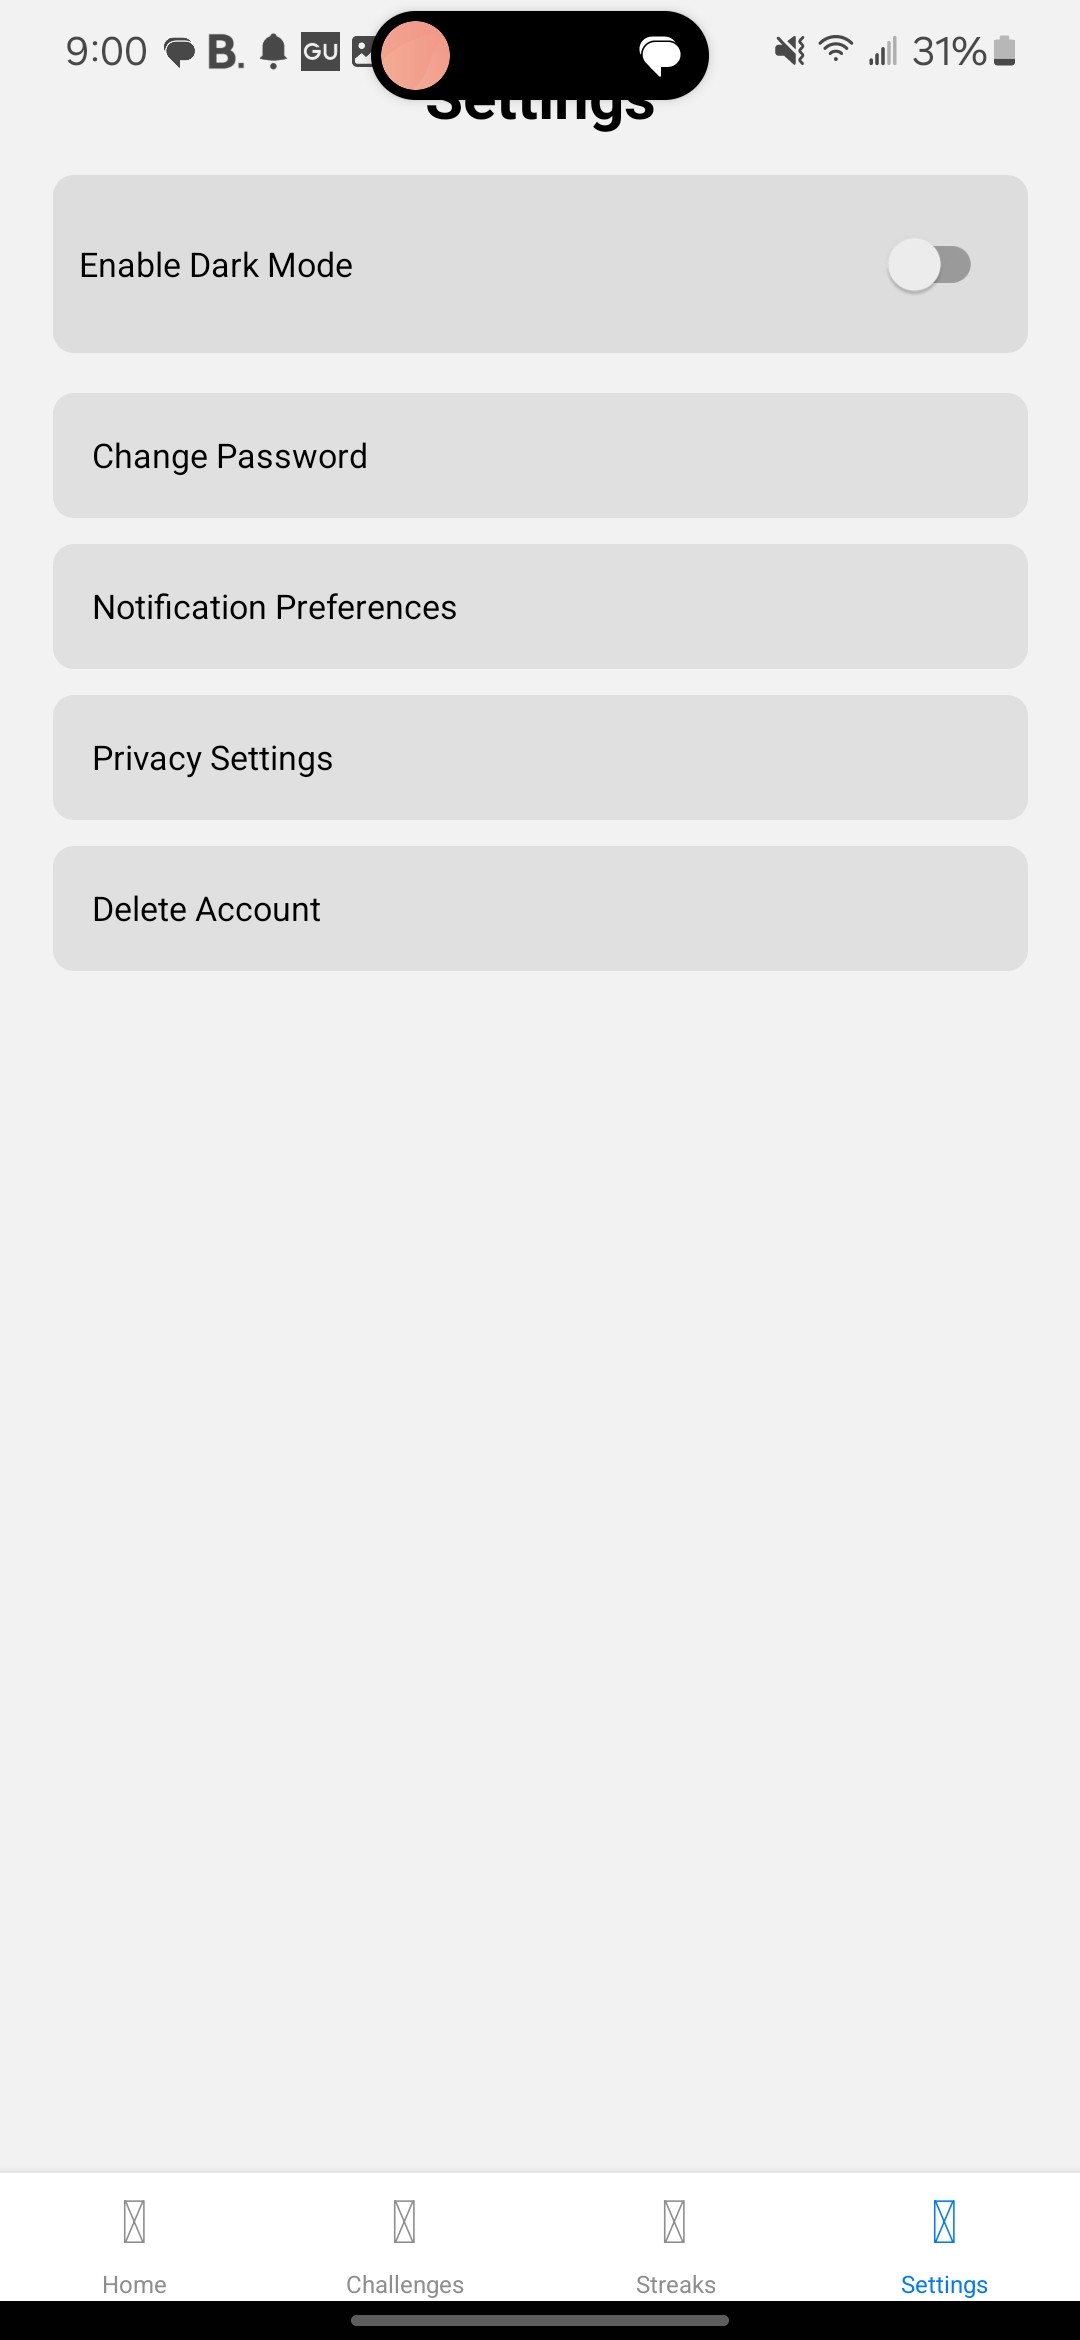 9:00 B. GU 31%
Settings
Enable Dark Mode
Change Password
Notification Preferences
Privacy Settings
Delete Account
Home Challenges Streaks Settings